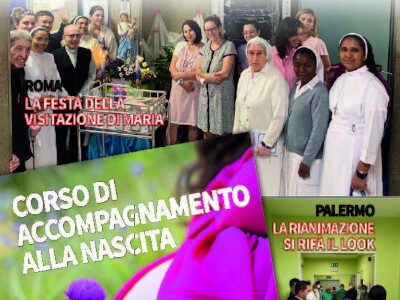 ROMA
LA FESTA DELLA
VISITAZIONE DI MARIA
CORSO DI
ACCOMPAGNAMENTO
ALLA NASCITA
PALERMO
LA RIANIMAZIONE
SI RIFÀ IL LOOK